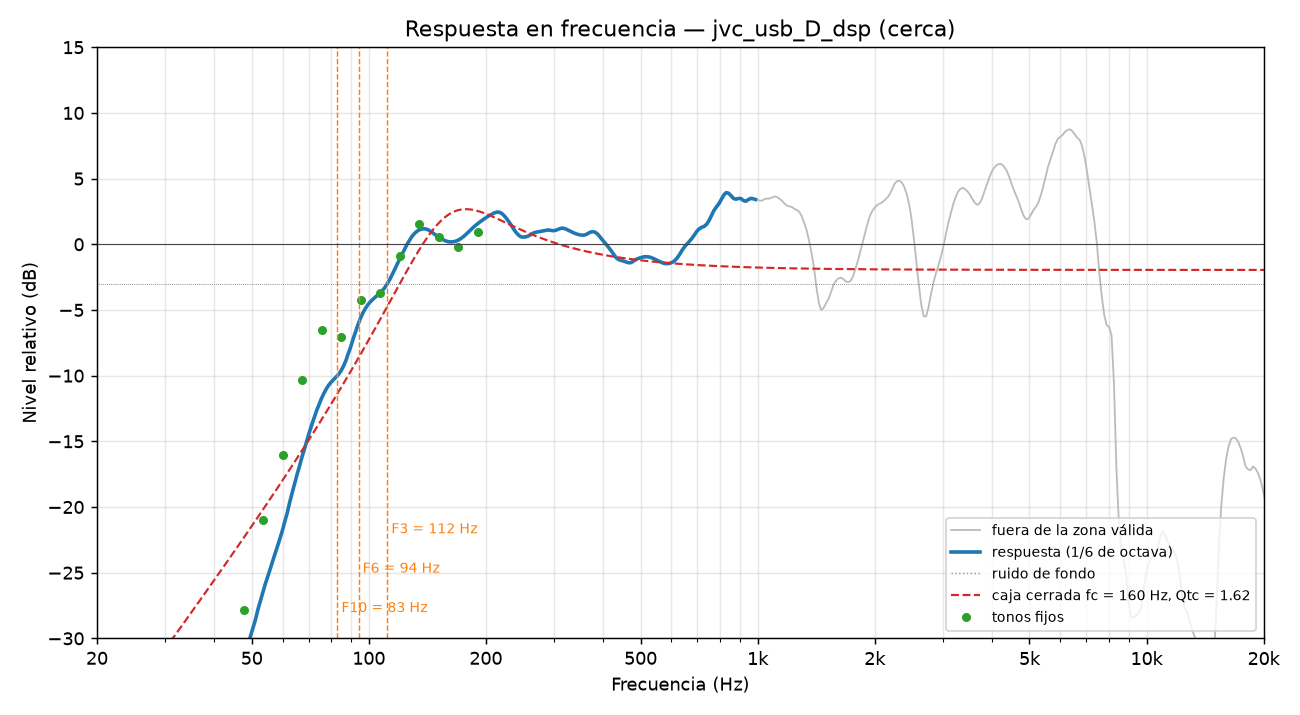 Respuesta en frecuencia — jvc_usb_D_dsp (cerca)
15
10
5
0
−5
−10
−15
−20
−25
−30
Nivel relativo (dB)
F3 = 112 Hz
F6 = 94 Hz
F10 = 83 Hz
fuera de la zona válida
respuesta (1/6 de octava)
ruido de fondo
caja cerrada fc = 160 Hz, Qtc = 1.62
tonos fijos
20
50
100
200
500
1k
2k
5k
10k
20k
Frecuencia (Hz)